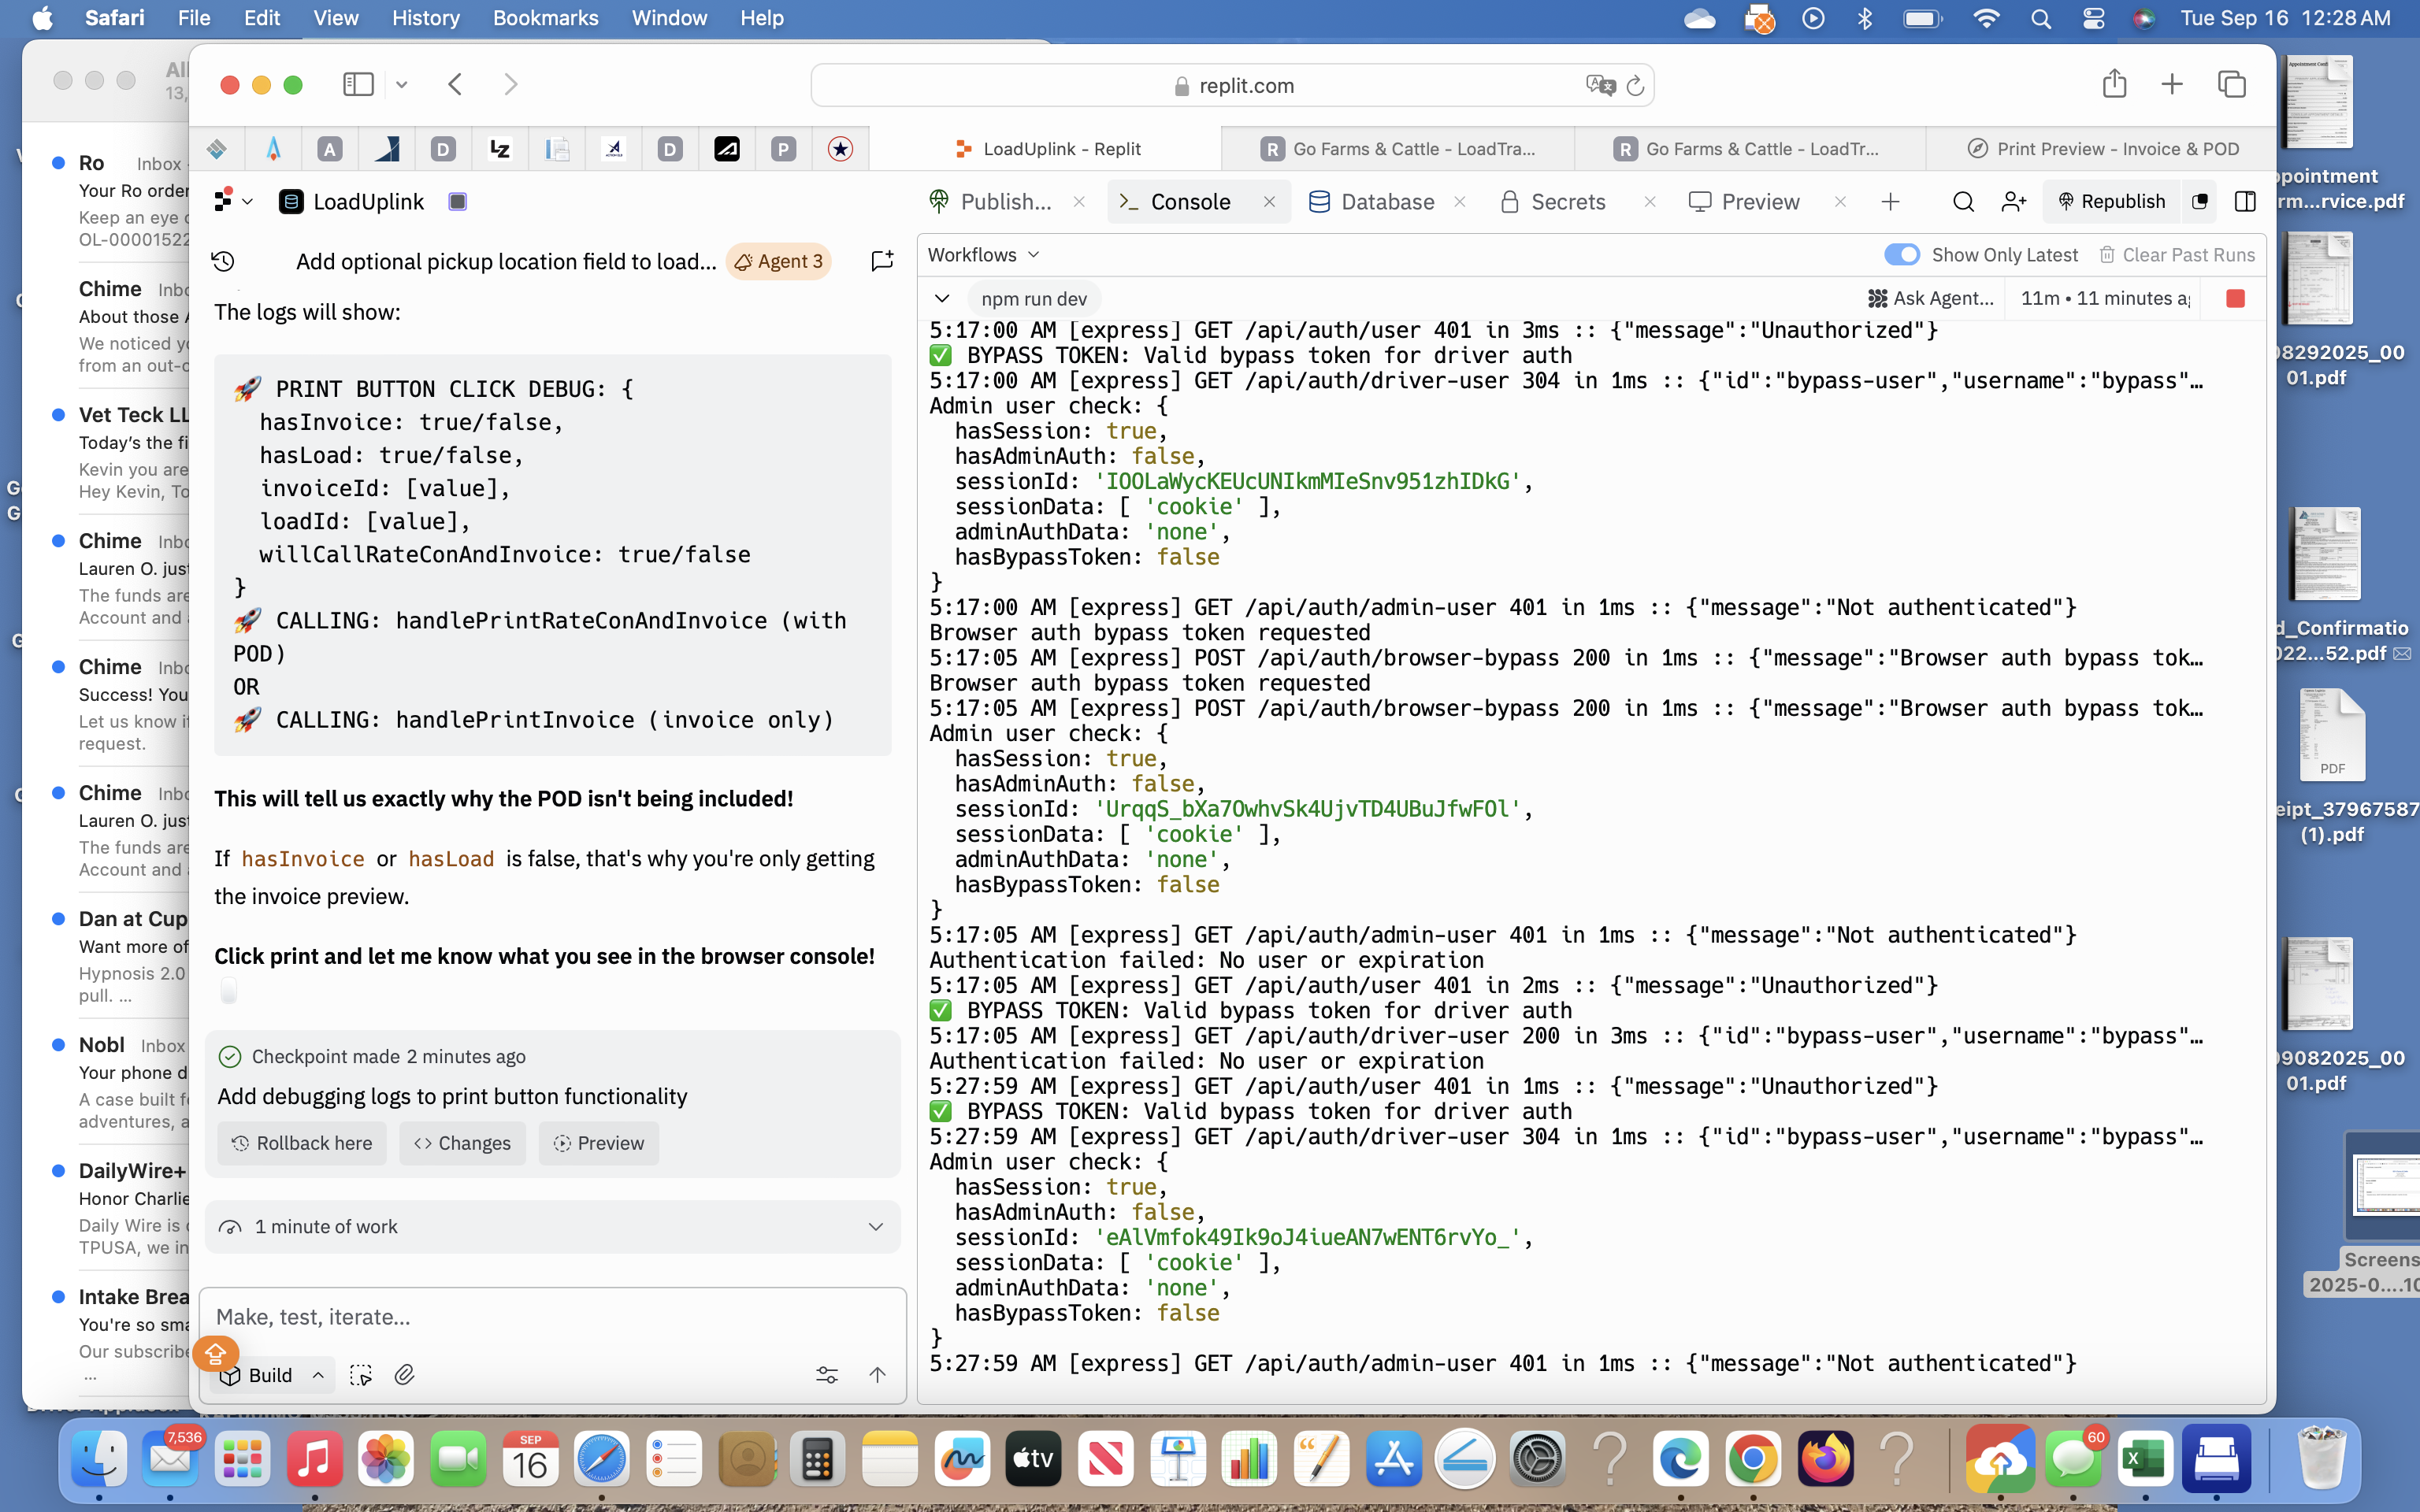 Safari File Edit View History Bookmarks Window Help
Tue Sep 16 12:28 AM
replit.com
LoadUplink - Replit
Go Farms & Cattle - LoadTra...
Go Farms & Cattle - LoadTr...
Print Preview - Invoice & POD
All
13,
Ro Inbox
Your Ro order
Keep an eye
OL-00001522
Chime
About those
We noticed
from an out-
Vet Teck LL
Today's the fi
Kevin you are
Hey Kevin, To
Chime
Lauren O. jus
The funds are
Account and
Chime
Success! You
Let us know i
request.
Chime
Lauren O. jus
The funds are
Account and
Dan at Cup
Want more of
Hypnosis 2.0
pull. ...
Nobl Inbox
Your phone d
A case built f
adventures, a
DailyWire+
Honor Charlie
Daily Wire is
TPUSA, we in
Intake Brea
You're so sma
Our subscribe
...
LoadUplink
Add optional pickup location field to load... Agent 3
The logs will show:
🚀 PRINT BUTTON CLICK DEBUG: {
hasInvoice: true/false,
hasLoad: true/false,
invoiceId: [value],
loadId: [value],
willCallRateConAndInvoice: true/false
}
🚀 CALLING: handlePrintRateConAndInvoice (with
POD)
OR
🚀 CALLING: handlePrintInvoice (invoice only)
This will tell us exactly why the POD isn't being included!
If hasInvoice or hasLoad is false, that's why you're only getting
the invoice preview.
Click print and let me know what you see in the browser console!
Checkpoint made 2 minutes ago
Add debugging logs to print button functionality
Rollback here Changes Preview
1 minute of work
Make, test, iterate...
Build
Publish... Console Database Secrets Preview
Republish
Workflows
Show Only Latest Clear Past Runs
npm run dev
Ask Agent... 11m • 11 minutes a
5:17:00 AM [express] GET /api/auth/user 401 in 3ms :: {"message":"Unauthorized"}
✅ BYPASS TOKEN: Valid bypass token for driver auth
5:17:00 AM [express] GET /api/auth/driver-user 304 in 1ms :: {"id":"bypass-user","username":"bypass"…
Admin user check: {
hasSession: true,
hasAdminAuth: false,
sessionId: 'IOOLaWycKEUcUNIkmMIeSnv951zhIDkG',
sessionData: [ 'cookie' ],
adminAuthData: 'none',
hasBypassToken: false
}
5:17:00 AM [express] GET /api/auth/admin-user 401 in 1ms :: {"message":"Not authenticated"}
Browser auth bypass token requested
5:17:05 AM [express] POST /api/auth/browser-bypass 200 in 1ms :: {"message":"Browser auth bypass tok…
Browser auth bypass token requested
5:17:05 AM [express] POST /api/auth/browser-bypass 200 in 1ms :: {"message":"Browser auth bypass tok…
Admin user check: {
hasSession: true,
hasAdminAuth: false,
sessionId: 'UrqqS_bXa7OwhvSk4UjvTD4UBuJfwFOl',
sessionData: [ 'cookie' ],
adminAuthData: 'none',
hasBypassToken: false
}
5:17:05 AM [express] GET /api/auth/admin-user 401 in 1ms :: {"message":"Not authenticated"}
Authentication failed: No user or expiration
5:17:05 AM [express] GET /api/auth/user 401 in 2ms :: {"message":"Unauthorized"}
✅ BYPASS TOKEN: Valid bypass token for driver auth
5:17:05 AM [express] GET /api/auth/driver-user 200 in 3ms :: {"id":"bypass-user","username":"bypass"…
Authentication failed: No user or expiration
5:27:59 AM [express] GET /api/auth/user 401 in 1ms :: {"message":"Unauthorized"}
✅ BYPASS TOKEN: Valid bypass token for driver auth
5:27:59 AM [express] GET /api/auth/driver-user 304 in 1ms :: {"id":"bypass-user","username":"bypass"…
Admin user check: {
hasSession: true,
hasAdminAuth: false,
sessionId: 'eAlVmfok49Ik9oJ4iueAN7wENT6rvYo_',
sessionData: [ 'cookie' ],
adminAuthData: 'none',
hasBypassToken: false
}
5:27:59 AM [express] GET /api/auth/admin-user 401 in 1ms :: {"message":"Not authenticated"}
ppointment
rm...rvice.pdf
08292025_00
01.pdf
d_Confirmatio
022...52.pdf
PDF
eipt_37967587
(1).pdf
09082025_00
01.pdf
Screens
2025-0....10
7,536
SEP
16
tv
60